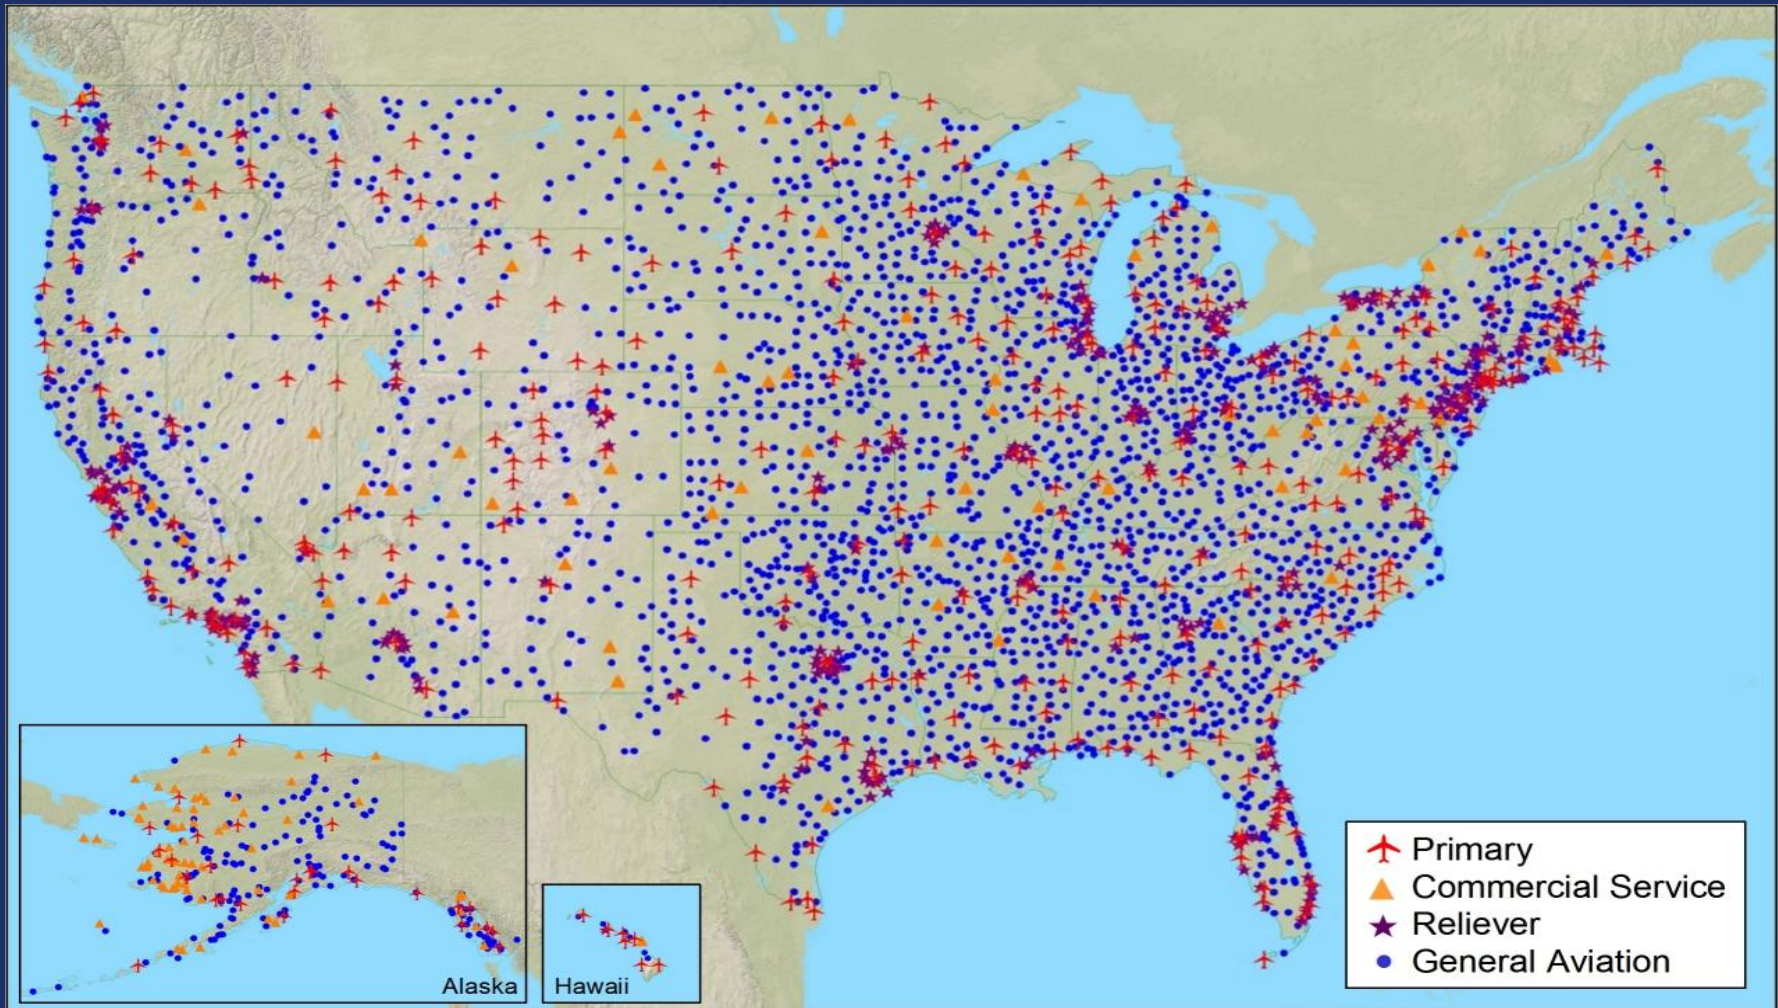 Alaska
Hawaii
Primary
Commercial Service
Reliever
General Aviation